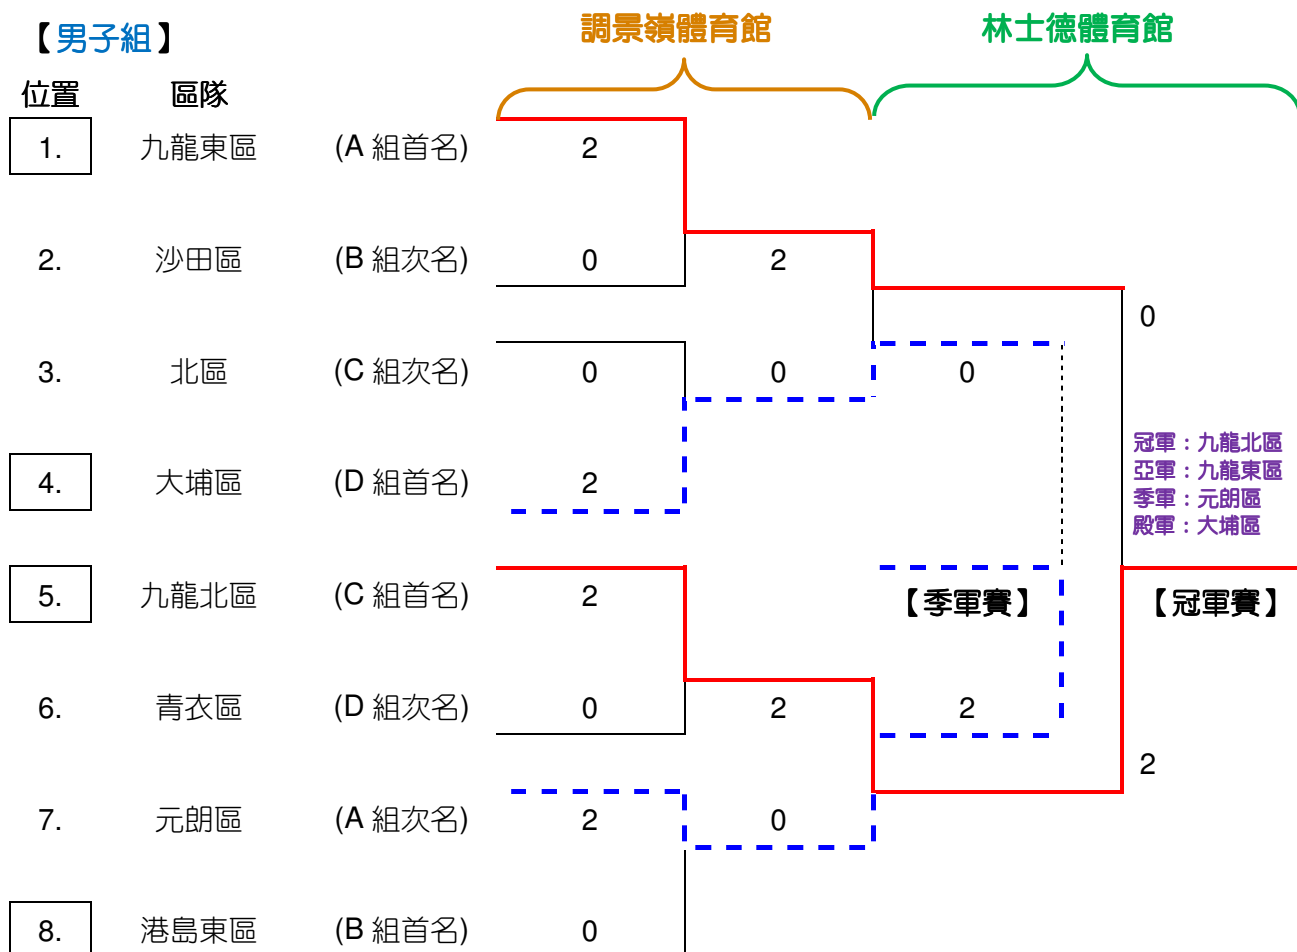 【男子組】 調景嶺體育館 林士德體育館
位置 區隊
1. 九龍東區 (A 組首名) 2
2. 沙田區 (B 組次名) 0 2
0
3. 北區 (C 組次名) 0 0 0
冠軍：九龍北區
亞軍：九龍東區
季軍：元朗區
殿軍：大埔區
4. 大埔區 (D 組首名) 2
5. 九龍北區 (C 組首名) 2 【季軍賽】 【冠軍賽】
6. 青衣區 (D 組次名) 0 2 2
2
7. 元朗區 (A 組次名) 2 0
8. 港島東區 (B 組首名) 0